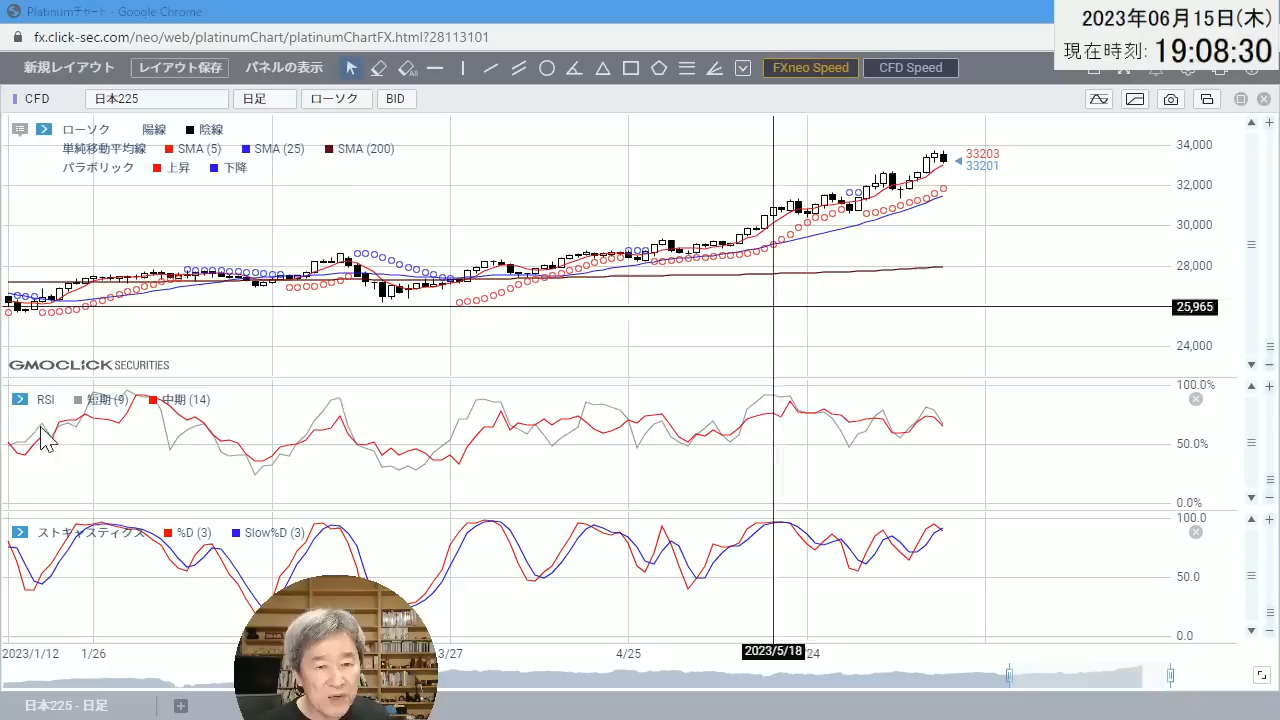 Platinumチャート - Google Chrome
2023年06月15日(木)
現在時刻: 19:08:30
fx.click-sec.com/neo/web/platinumChart/platinumChartFX.html?28113101
新規レイアウト レイアウト保存 パネルの表示 FXneo Speed CFD Speed
CFD 日本225 日足 ローソク BID
ローソク 陽線 陰線
単純移動平均線 SMA (5) SMA (25) SMA (200)
パラボリック 上昇 下降
34,000
33203
33201
32,000
30,000
28,000
25,965
24,000
GMOCLICK SECURITIES
RSI 短期 (9) 中期 (14)
100.0%
50.0%
0.0%
ストキャスティクス %D (3) Slow%D (3)
100.0
50.0
0.0
2023/1/12 1/26 3/27 4/25 2023/5/18 24
日本225 - 日足